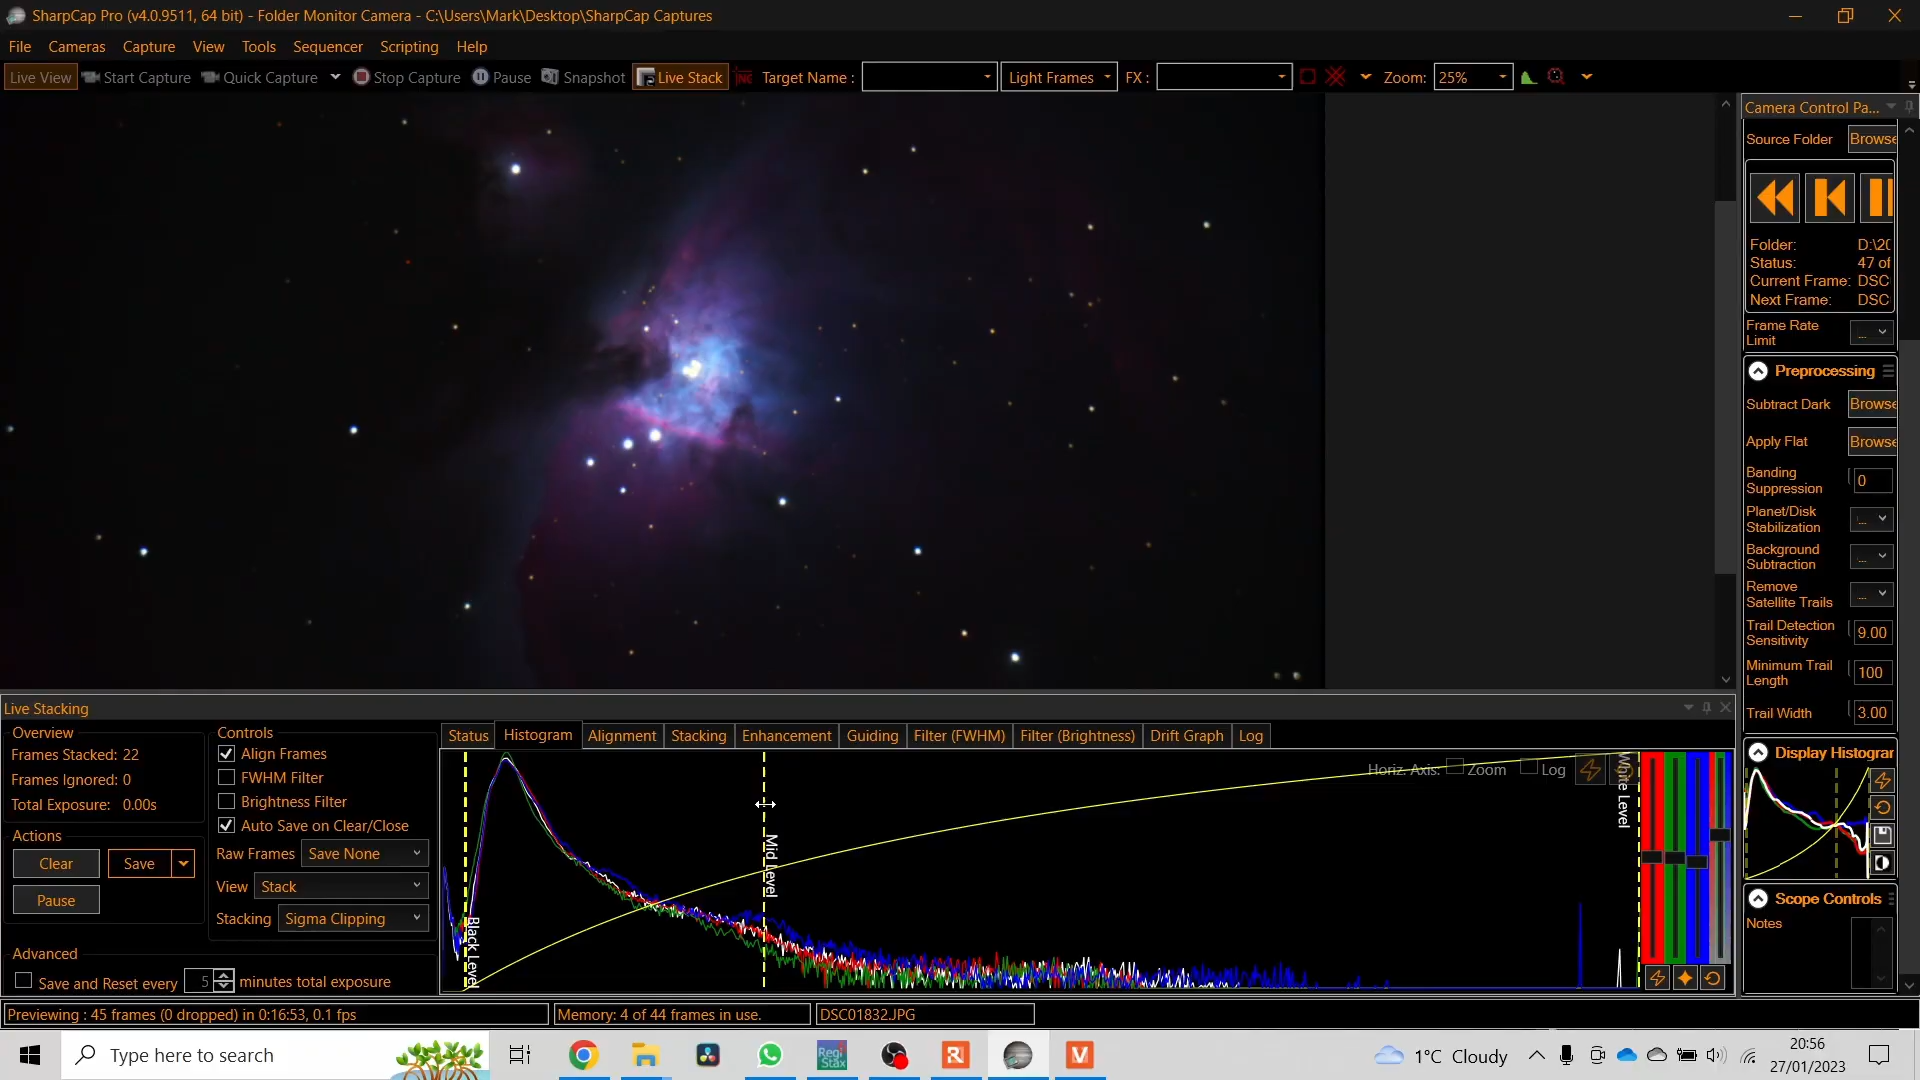 SharpCap Pro (v4.0.9511, 64 bit) - Folder Monitor Camera - C:\Users\Mark\Desktop\SharpCap Captures
File Cameras Capture View Tools Sequencer Scripting Help
Live View Start Capture Quick Capture Stop Capture Pause Snapshot Live Stack Target Name : Light Frames FX : Zoom: 25%
Camera Control Pa...
Source Folder Browse
Folder: D:\20
Status: 47 of
Current Frame: DSC
Next Frame: DSC
Frame Rate
Limit ...
Preprocessing
Subtract Dark Browse
Apply Flat Browse
Banding
Suppression 0
Planet/Disk
Stabilization ...
Background
Subtraction ...
Remove
Satellite Trails ...
Trail Detection
Sensitivity 9.00
Minimum Trail
Length 100
Trail Width 3.00
Display Histogram
Scope Controls
Notes
Live Stacking
Overview
Frames Stacked: 22
Frames Ignored: 0
Total Exposure: 0.00s
Actions
Clear Save
Pause
Controls
Align Frames
FWHM Filter
Brightness Filter
Auto Save on Clear/Close
Raw Frames Save None
View Stack
Stacking Sigma Clipping
Advanced
Save and Reset every 5 minutes total exposure
Status Histogram Alignment Stacking Enhancement Guiding Filter (FWHM) Filter (Brightness) Drift Graph Log
Horiz. Axis: Zoom Log
Black Level
Mid Level
White Level
Previewing : 45 frames (0 dropped) in 0:16:53, 0.1 fps Memory: 4 of 44 frames in use. DSC01832.JPG
Type here to search
Regi
Stax
R
V
1°C Cloudy
20:56
27/01/2023